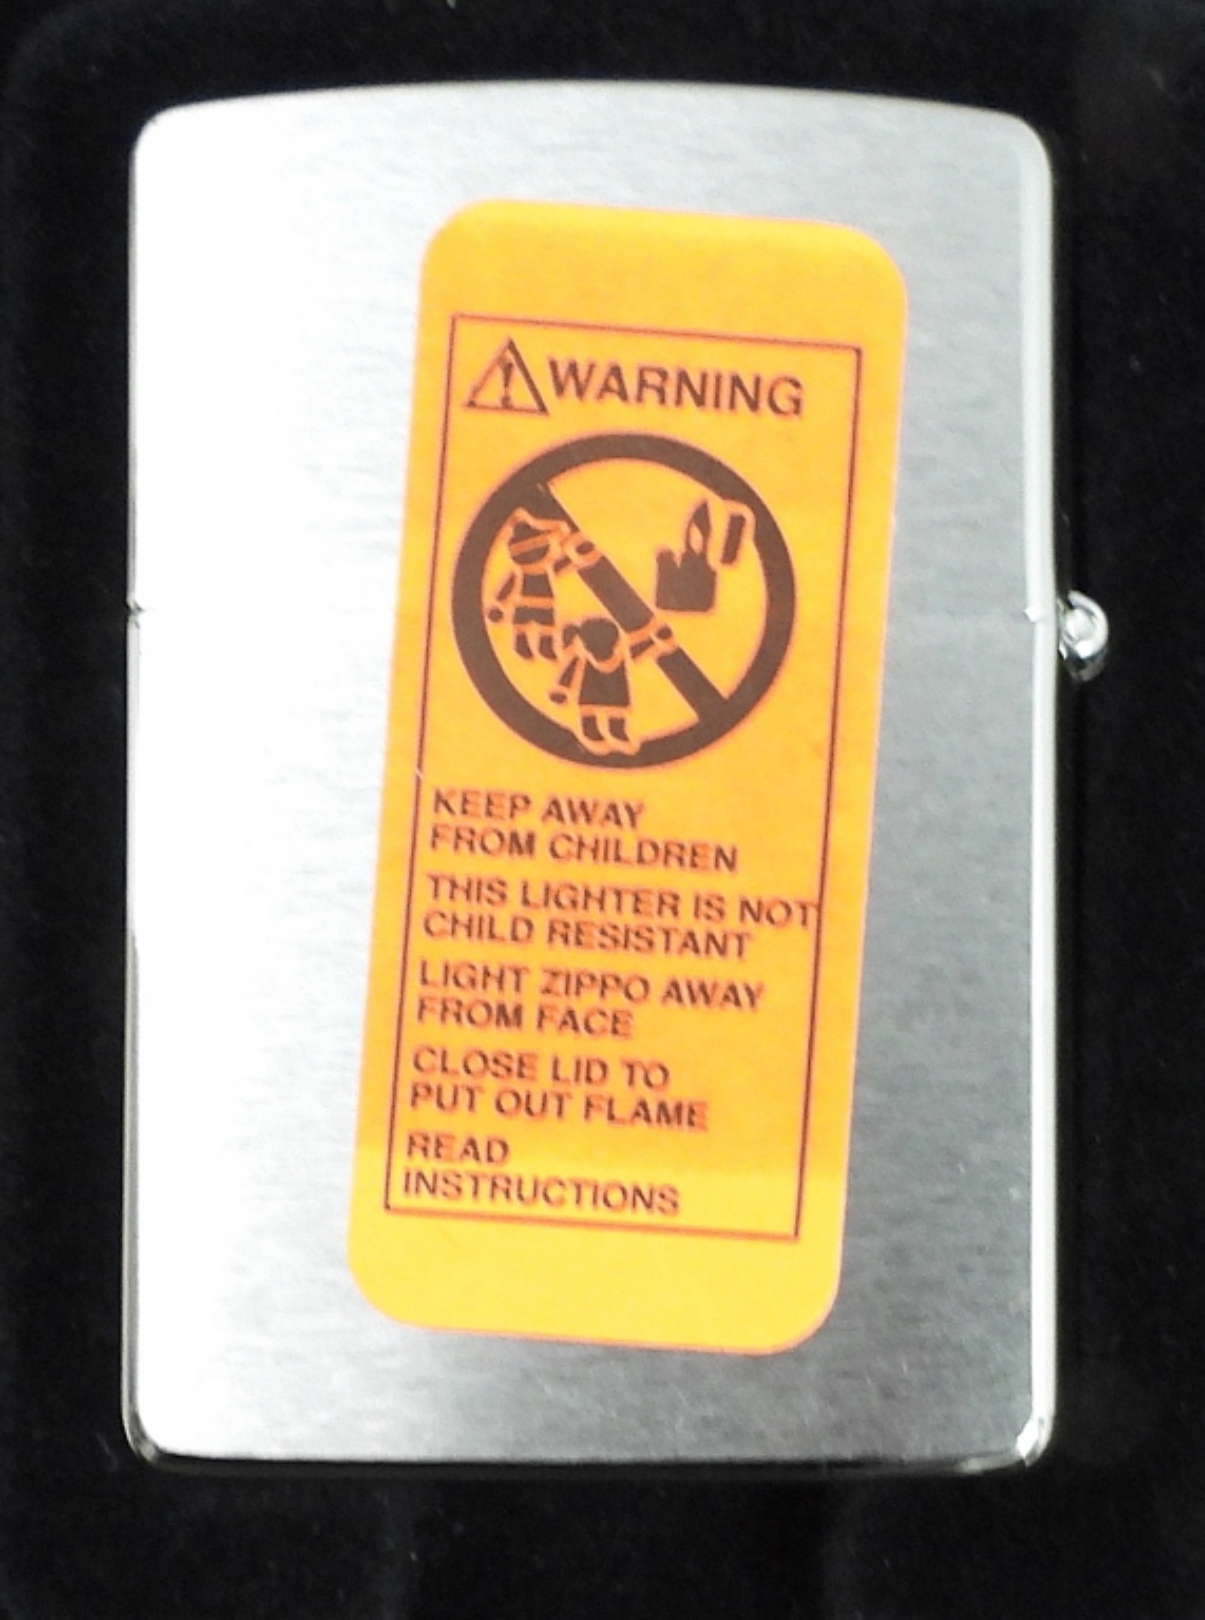 WARNING
KEEP AWAY
FROM CHILDREN
THIS LIGHTER IS NOT
CHILD RESISTANT
LIGHT ZIPPO AWAY
FROM FACE
CLOSE LID TO
PUT OUT FLAME
READ
INSTRUCTIONS